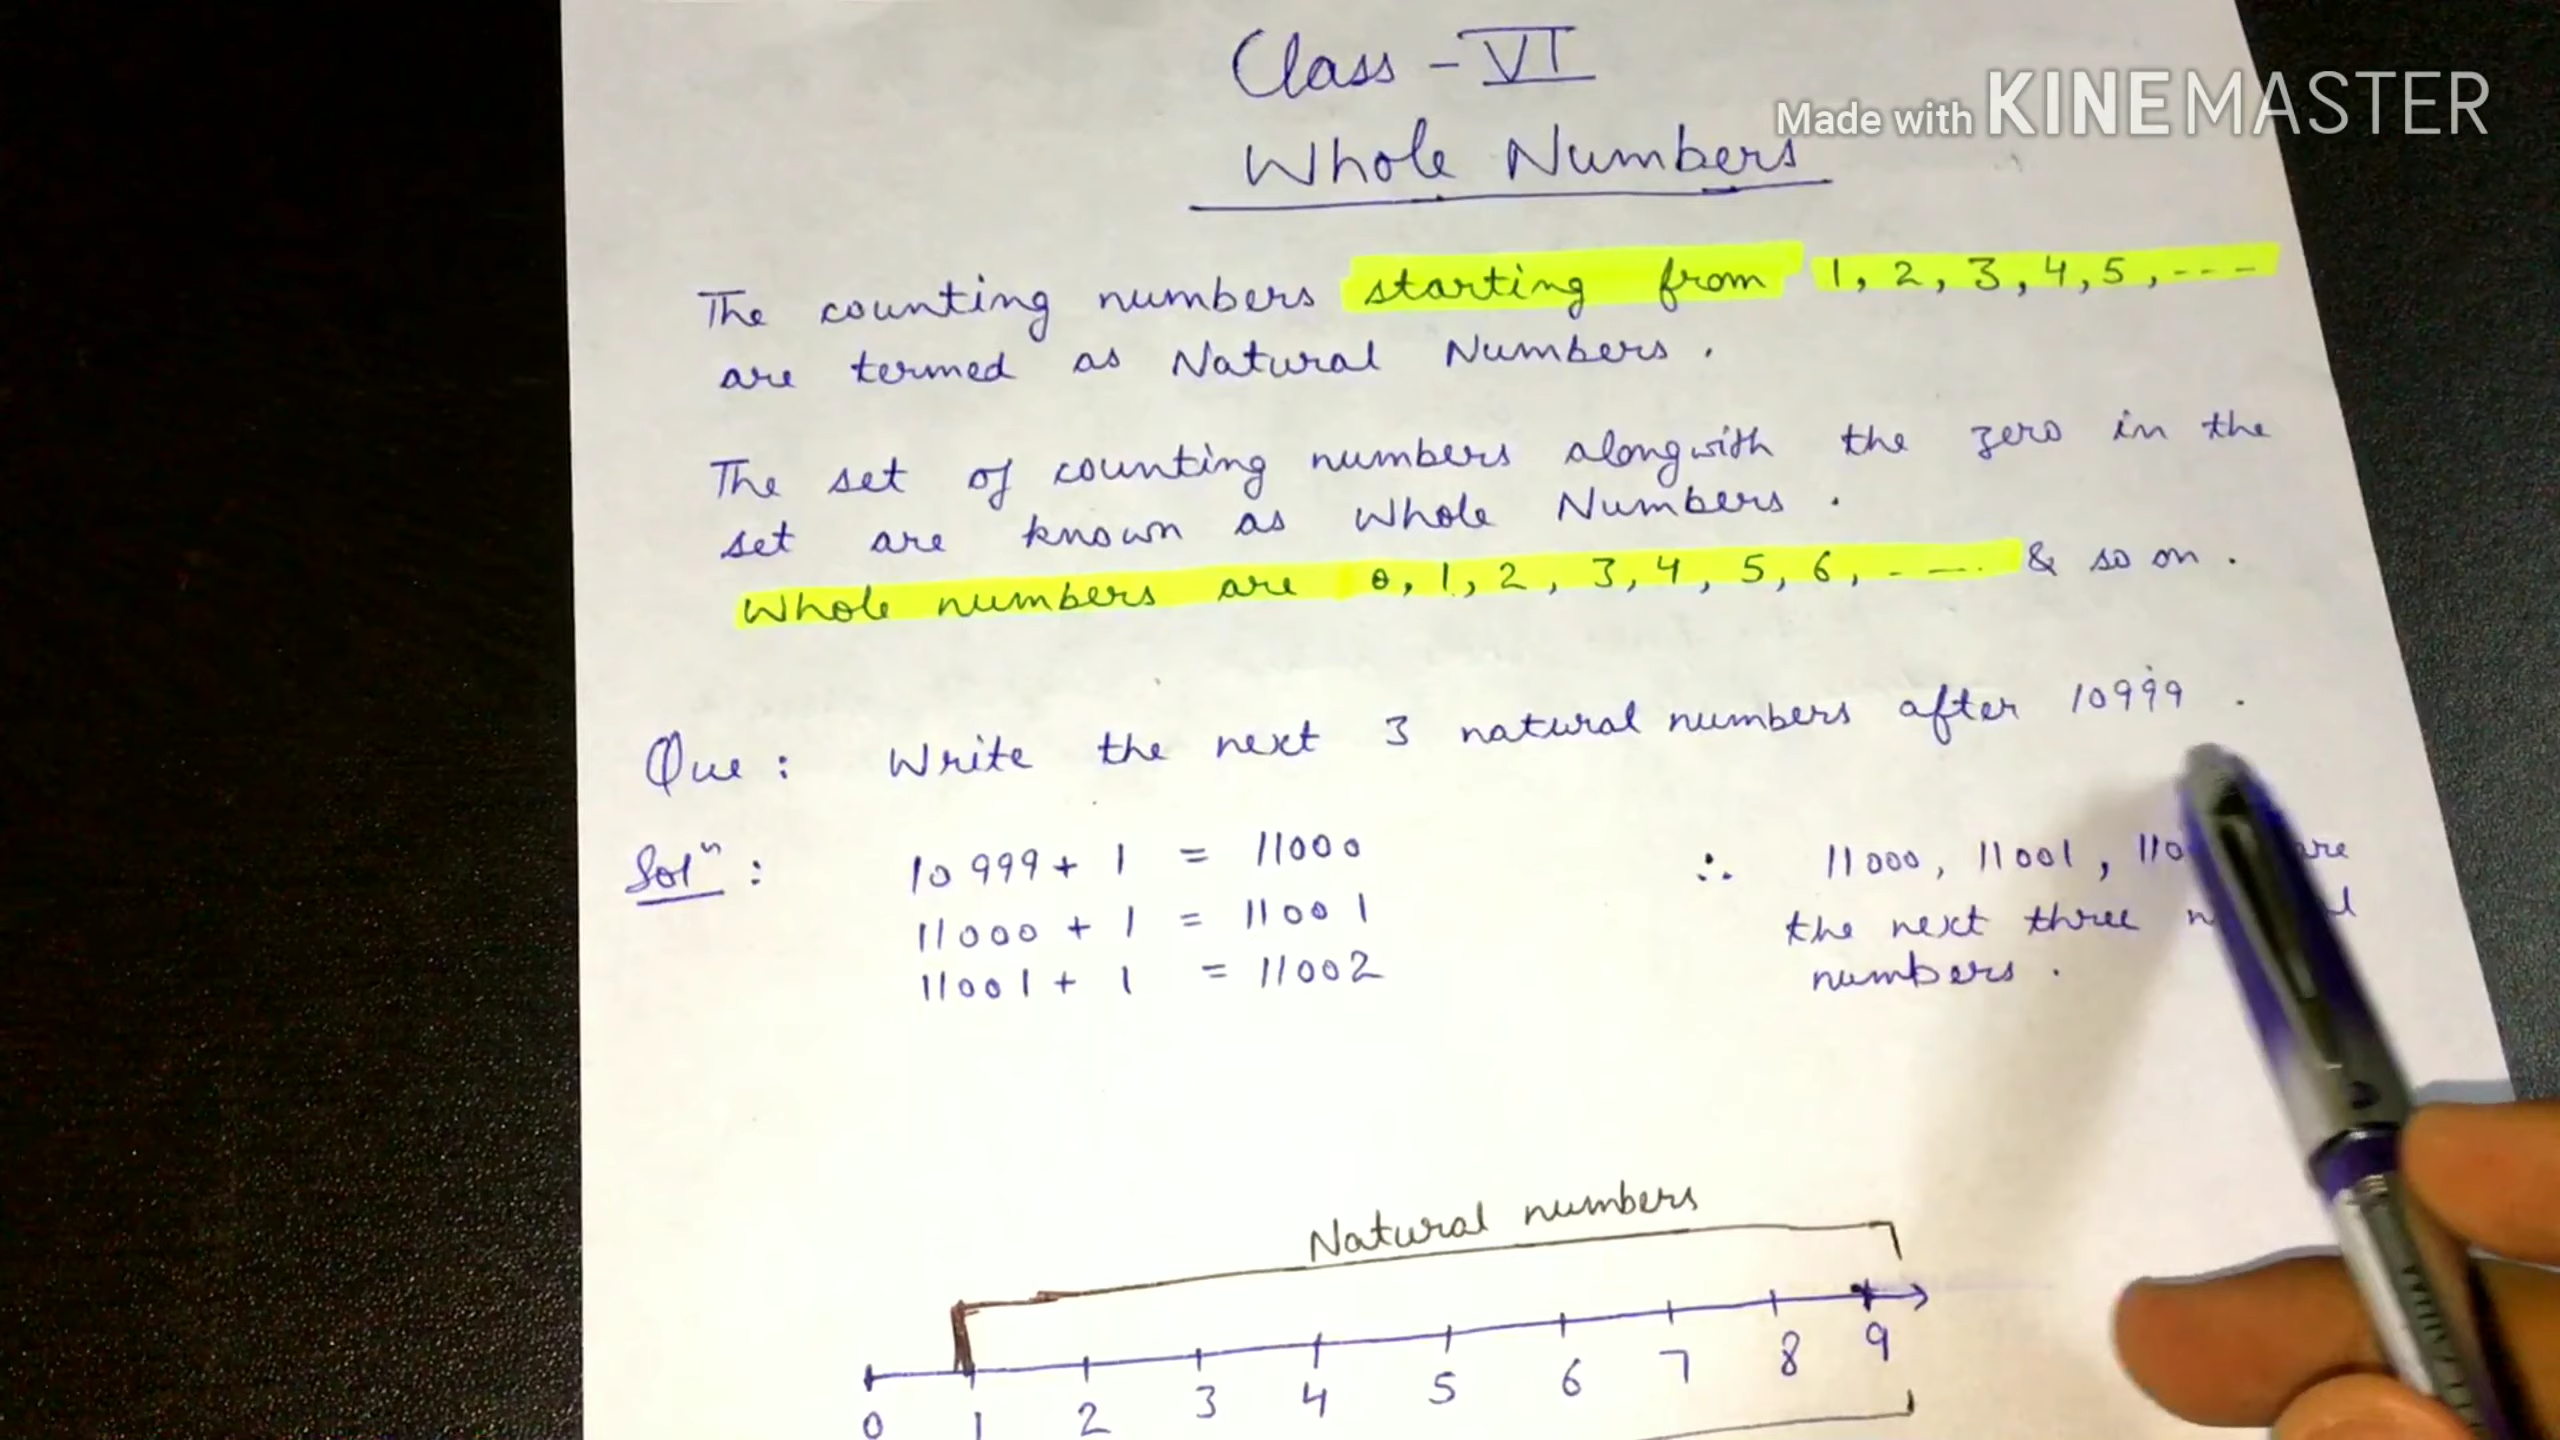 Class - VI
Made with KINEMASTER
Whole Numbers
The counting numbers starting from 1, 2, 3, 4, 5, ---
are termed as Natural Numbers.
The set of counting numbers alongwith the zero in the
set are known as Whole Numbers.
Whole numbers are 0, 1, 2, 3, 4, 5, 6, - - - & so on.
Que: Write the next 3 natural numbers after 10999.
Solⁿ: 10999 + 1 = 11000
11000 + 1 = 11001
11001 + 1 = 11002
∴ 11000, 11001, are
the next three
numbers.
Natural numbers
0 1 2 3 4 5 6 7 8 9